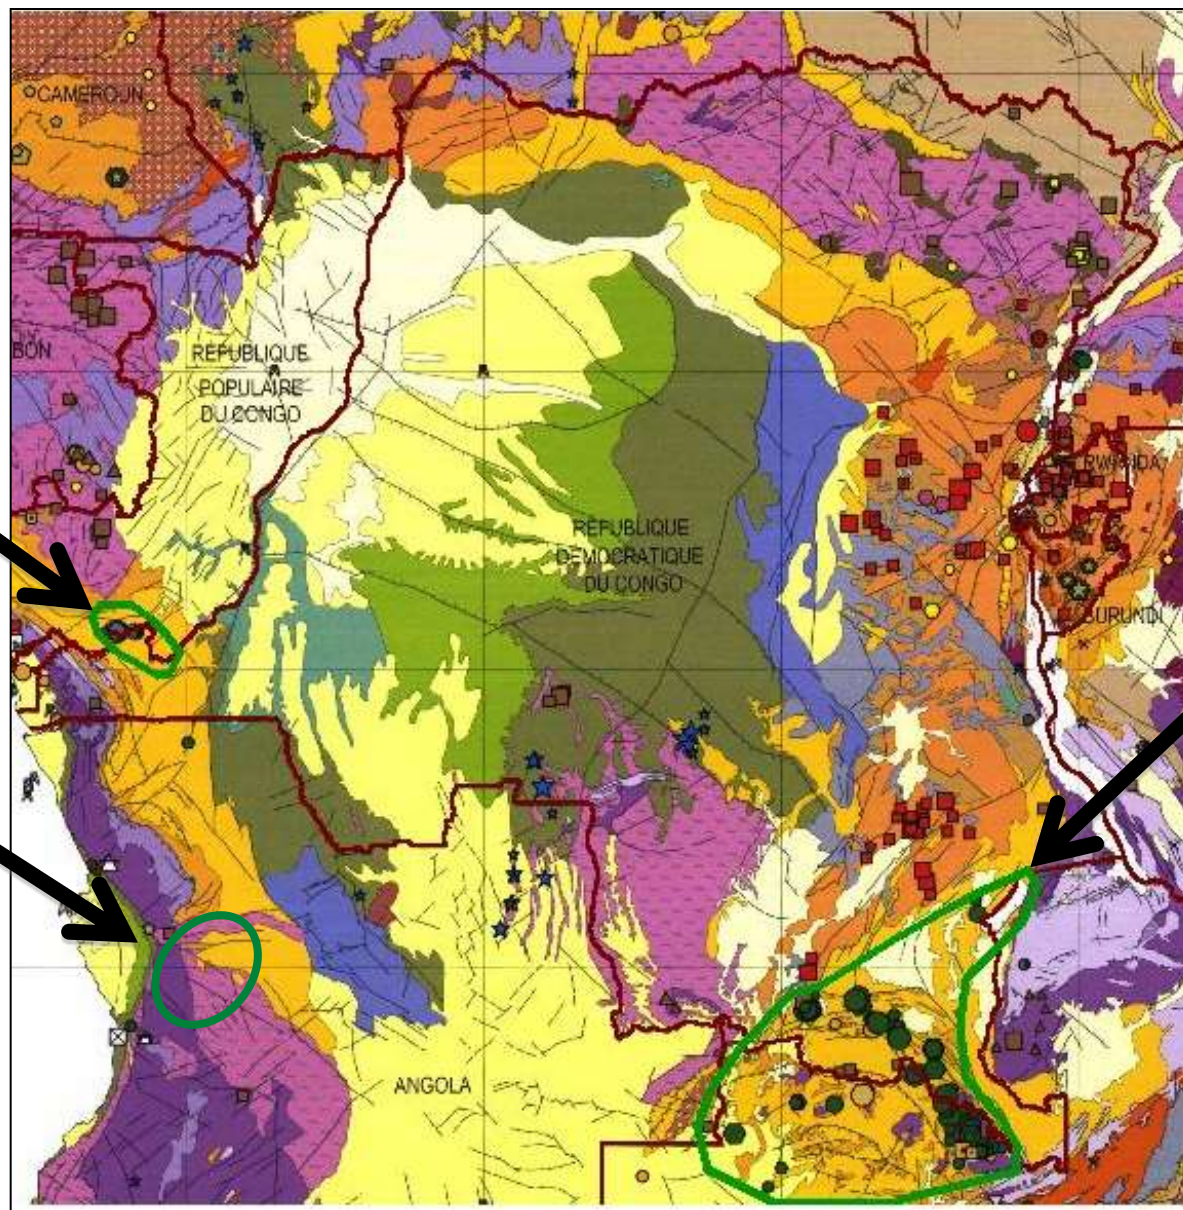 CAMEROUN
BON
RÉPUBLIQUE
POPULAIRE
DU CONGO
RÉPUBLIQUE
DÉMOCRATIQUE
DU CONGO
RWANDA
BURUNDI
ANGOLA